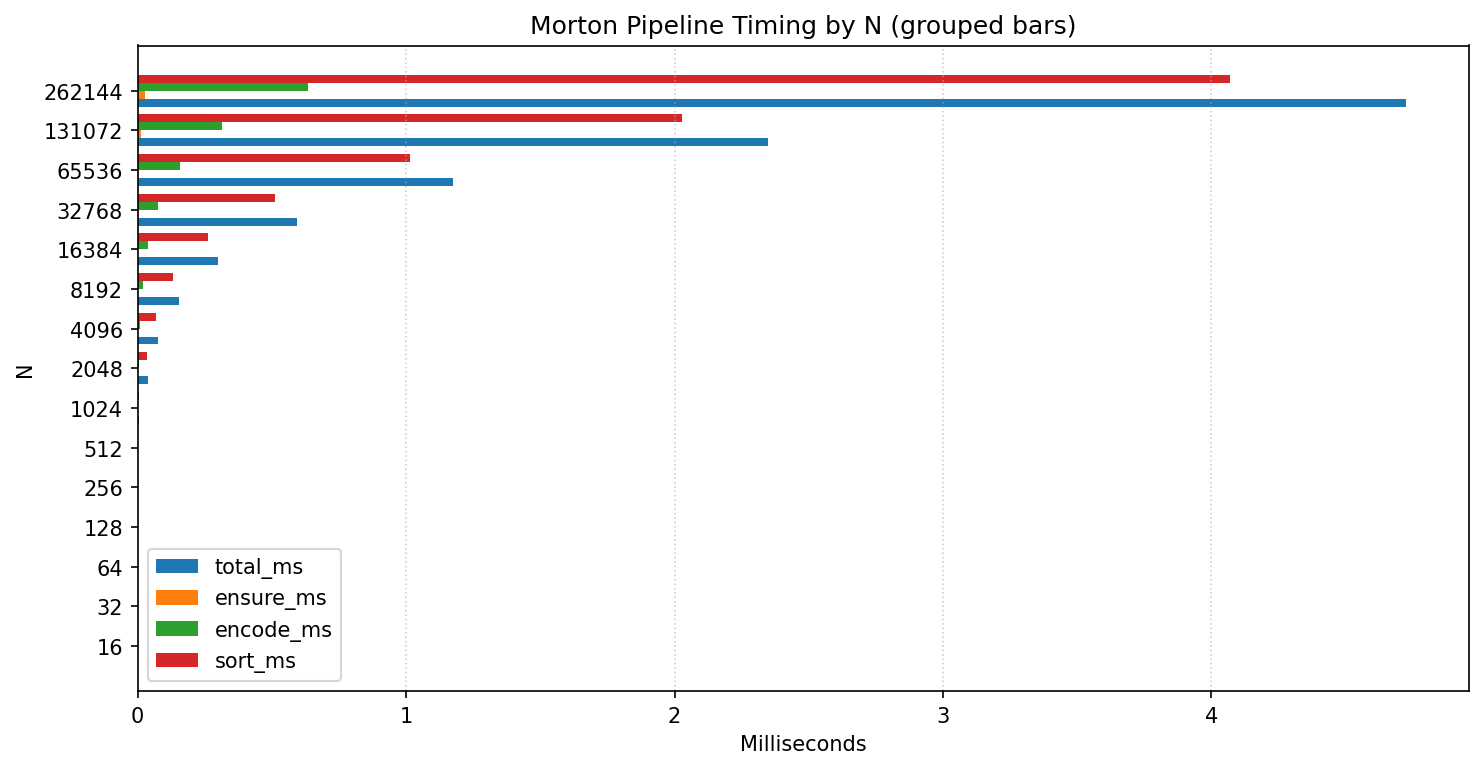 Morton Pipeline Timing by N (grouped bars)
262144
131072
65536
32768
16384
8192
4096
2048
1024
512
256
128
64
32
16
N
total_ms
ensure_ms
encode_ms
sort_ms
0 1 2 3 4
Milliseconds